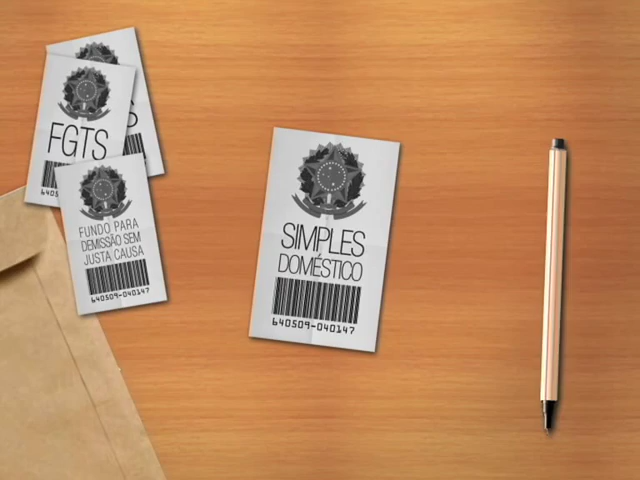 FGTS
FUNDO PARA
DEMISSÃO SEM
JUSTA CAUSA
640509-040147
SIMPLES
DOMÉSTICO
640509-040147